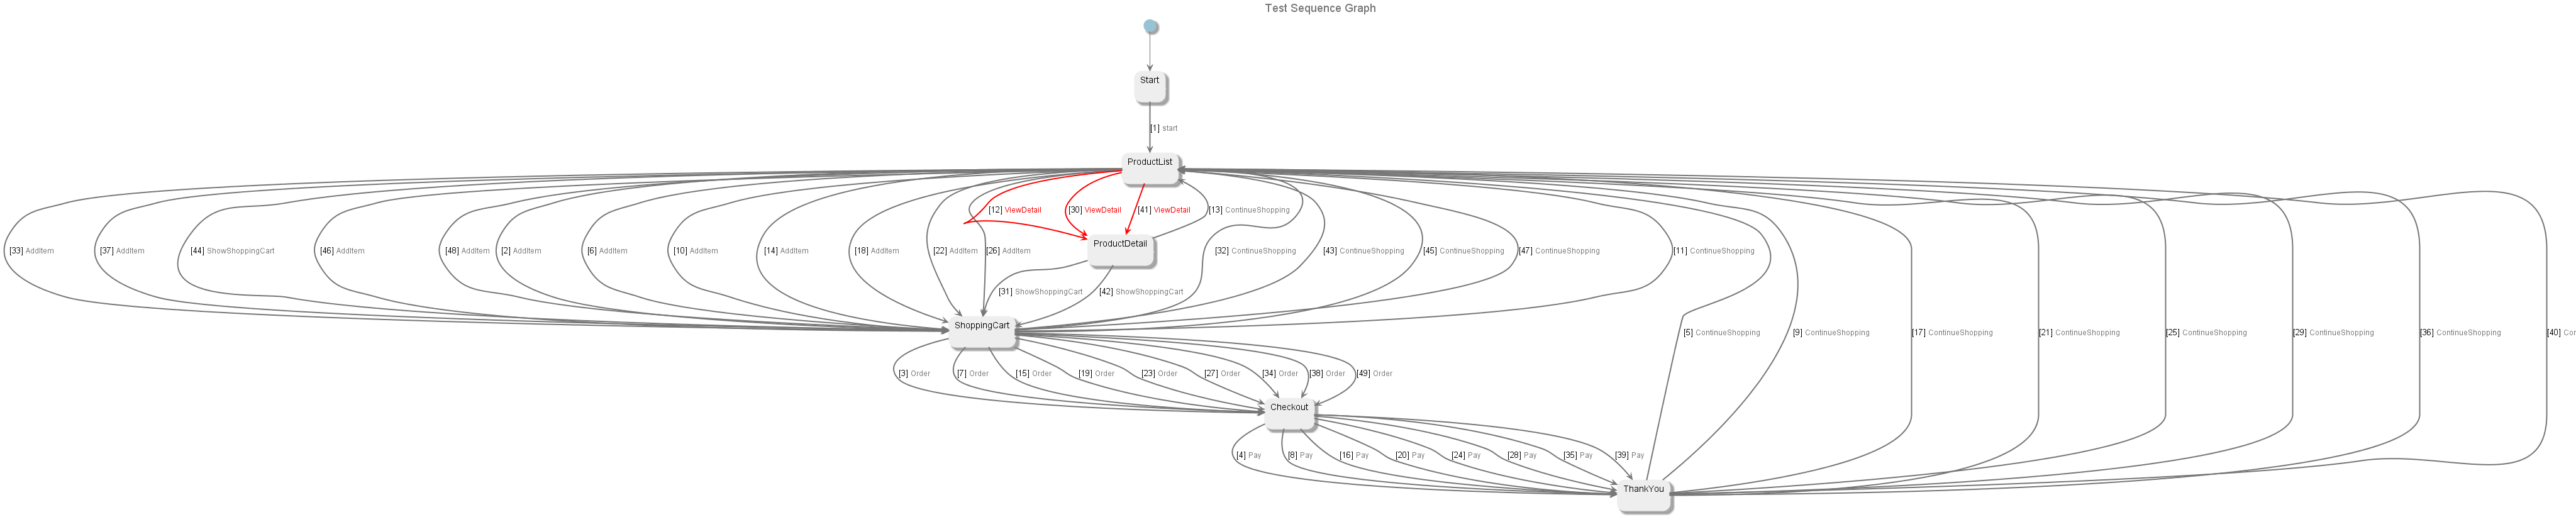 Test Sequence Graph
Start
[1] start
ProductList
[12] ViewDetail
[30] ViewDetail
[41] ViewDetail
[13] ContinueShopping
[33] AddItem
[37] AddItem
[44] ShowShoppingCart
[46] AddItem
[48] AddItem
[2] AddItem
[6] AddItem
[10] AddItem
[14] AddItem
[18] AddItem
[22] AddItem
[26] AddItem
ProductDetail
[32] ContinueShopping
[43] ContinueShopping
[45] ContinueShopping
[47] ContinueShopping
[11] ContinueShopping
[31] ShowShoppingCart
[42] ShowShoppingCart
ShoppingCart
[5] ContinueShopping
[9] ContinueShopping
[17] ContinueShopping
[21] ContinueShopping
[25] ContinueShopping
[29] ContinueShopping
[36] ContinueShopping
[40] Con
[3] Order
[7] Order
[15] Order
[19] Order
[23] Order
[27] Order
[34] Order
[38] Order
[49] Order
Checkout
[4] Pay
[8] Pay
[16] Pay
[20] Pay
[24] Pay
[28] Pay
[35] Pay
[39] Pay
ThankYou